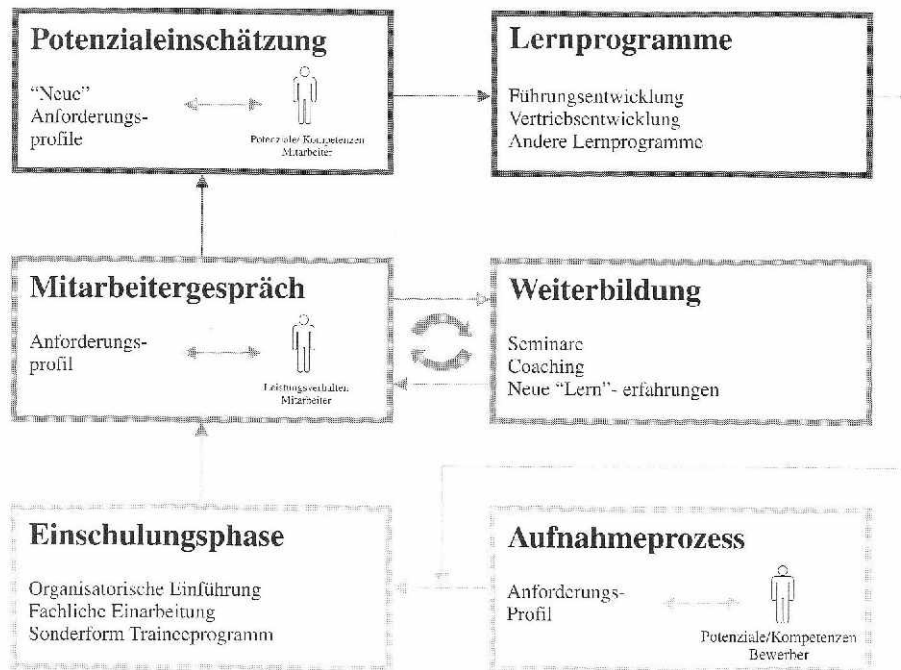 Potenzialeinschätzung
“Neue”
Anforderungs-
profile
Potenziale/Kompetenzen
Mitarbeiter
Lernprogramme
Führungsentwicklung
Vertriebsentwicklung
Andere Lernprogramme
Mitarbeitergespräch
Anforderungs-
profil
Leistungsverhalten
Mitarbeiter
Weiterbildung
Seminare
Coaching
Neue “Lern”- erfahrungen
Einschulungsphase
Organisatorische Einführung
Fachliche Einarbeitung
Sonderform Traineeprogramm
Aufnahmeprozess
Anforderungs-
Profil
Potenziale/Kompetenzen
Bewerber